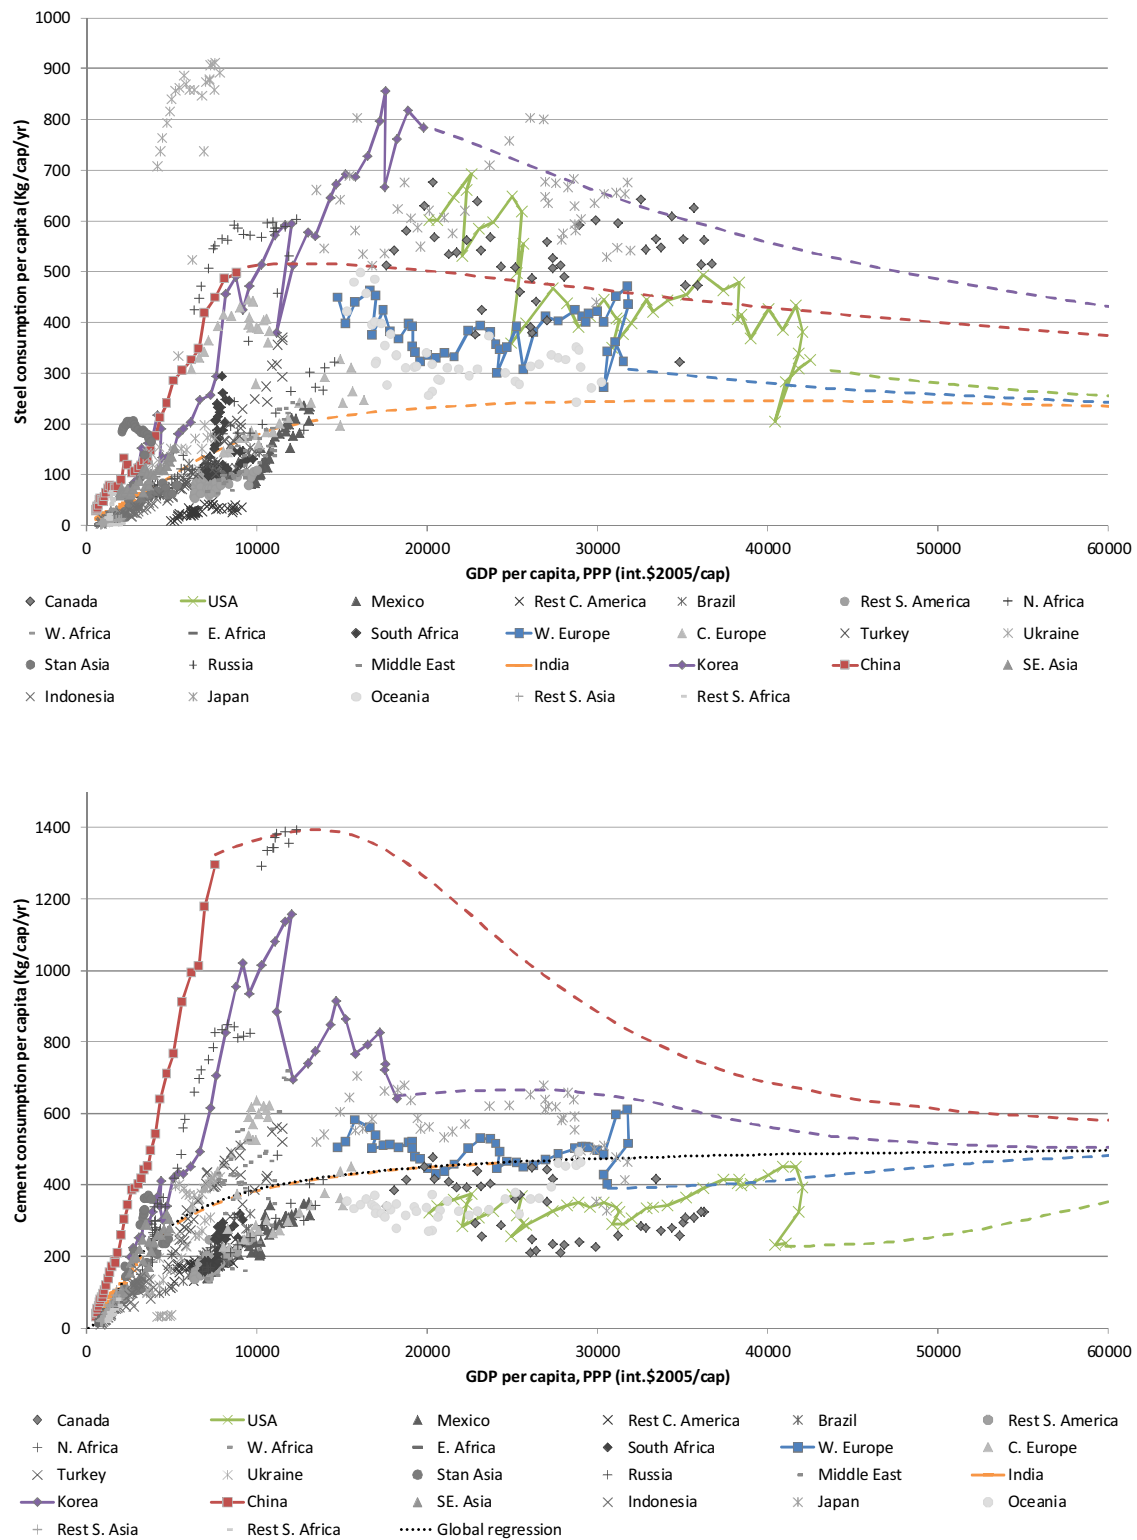 1000
900
800
700
600
500
400
300
200
100
0
Steel consumption per capita (Kg/cap/yr)
0 10000 20000 30000 40000 50000 60000
GDP per capita, PPP (int.$2005/cap)
Canada USA Mexico Rest C. America Brazil Rest S. America N. Africa
W. Africa E. Africa South Africa W. Europe C. Europe Turkey Ukraine
Stan Asia Russia Middle East India Korea China SE. Asia
Indonesia Japan Oceania Rest S. Asia Rest S. Africa
1400
1200
1000
800
600
400
200
0
Cement consumption per capita (Kg/cap/yr)
0 10000 20000 30000 40000 50000 60000
GDP per capita, PPP (int.$2005/cap)
Canada USA Mexico Rest C. America Brazil Rest S. America
N. Africa W. Africa E. Africa South Africa W. Europe C. Europe
Turkey Ukraine Stan Asia Russia Middle East India
Korea China SE. Asia Indonesia Japan Oceania
Rest S. Asia Rest S. Africa Global regression